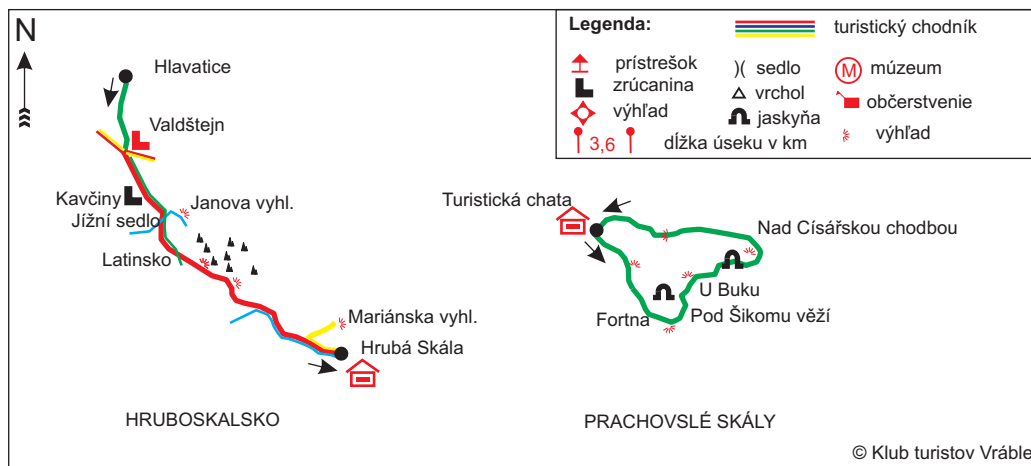 N
Hlavatice
Valdštejn
Kavčiny
Jížní sedlo
Janova vyhl.
Latinsko
Mariánska vyhl.
Hrubá Skála
HRUBOSKALSKO
Legenda:
turistický chodník
prístrešok
zrúcanina
výhľad
3,6
dĺžka úseku v km
)( sedlo
vrchol
jaskyňa
M múzeum
občerstvenie
výhľad
Turistická chata
Nad Císářskou chodbou
U Buku
Pod Šikomu věží
Fortna
PRACHOVSLÉ SKÁLY
© Klub turistov Vráble